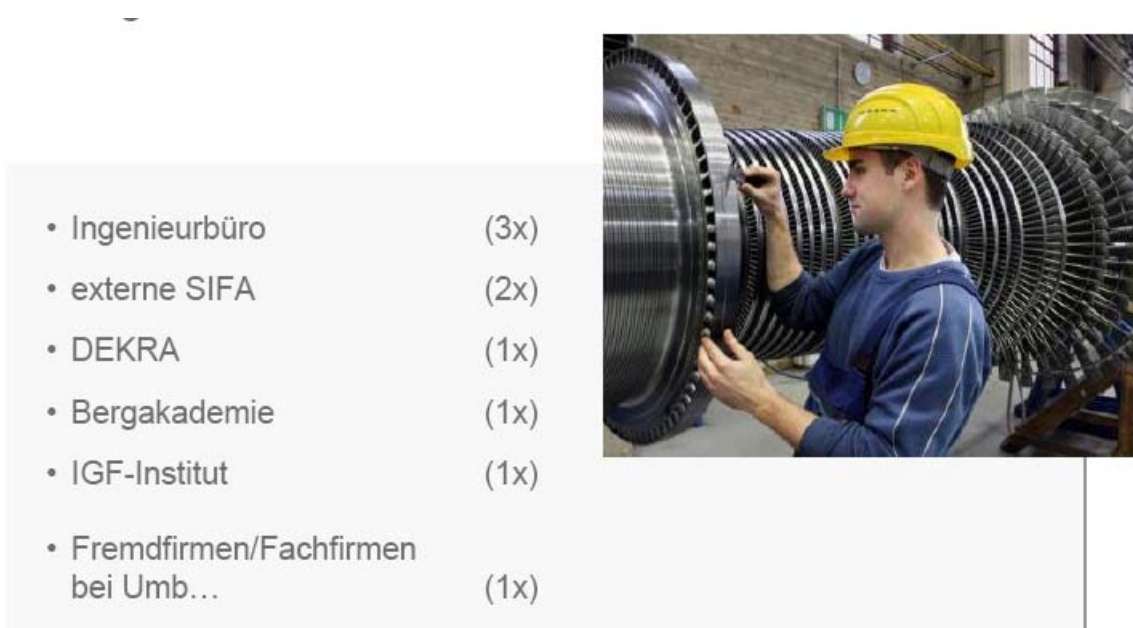 • Ingenieurbüro (3x)
• externe SIFA (2x)
• DEKRA (1x)
• Bergakademie (1x)
• IGF-Institut (1x)
• Fremdfirmen/Fachfirmen
bei Umb… (1x)